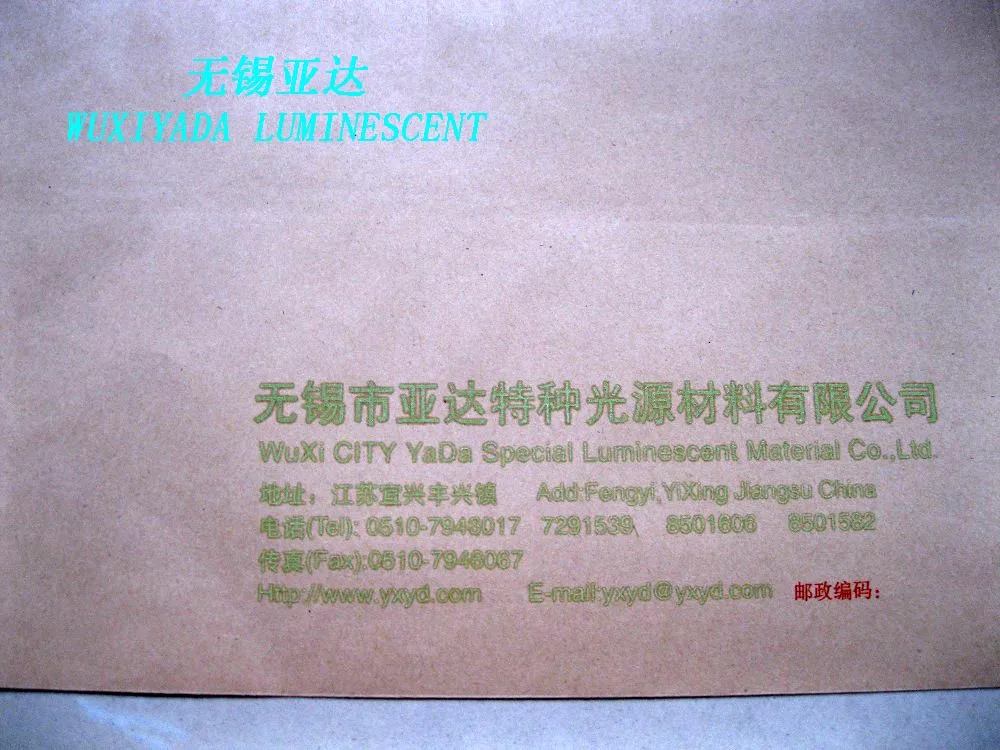 无锡亚达
WUXIYADA LUMINESCENT
无锡市亚达特种光源材料有限公司
WuXi CITY YaDa Special Luminescent Material Co.,Ltd.
地址：江苏宜兴丰义镇 Add:Fengyi,YiXing Jiangsu China
电话(Tel): 0510-7948017 7291539 8501606 8501582
传真(Fax):0510-7948067
Http://www.yxyd.com E-mail:yxyd@yxyd.com 邮政编码：